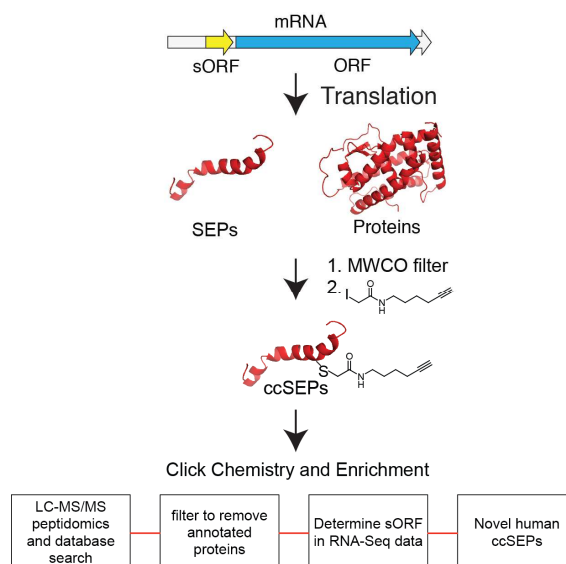 mRNA
sORF
ORF
Translation
SEPs
Proteins
1. MWCO filter
2.
I
O
N
H
S
O
N
H
ccSEPs
Click Chemistry and Enrichment
LC-MS/MS
peptidomics
and database
search
filter to remove
annotated
proteins
Determine sORF
in RNA-Seq data
Novel human
ccSEPs